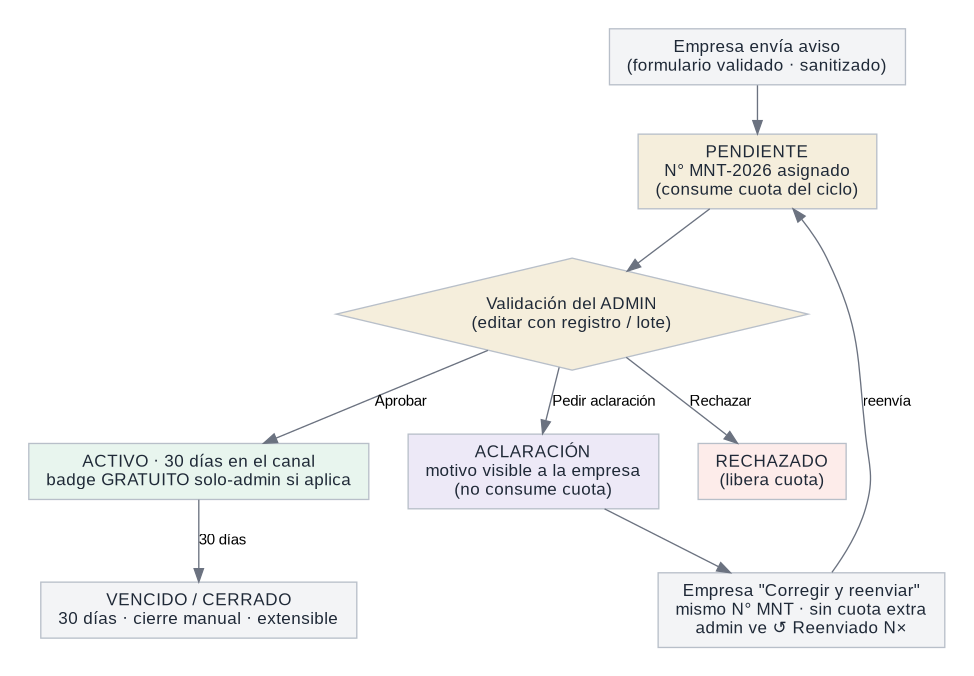 Empresa envía aviso
(formulario validado · sanitizado)
PENDIENTE
N° MNT-2026 asignado
(consume cuota del ciclo)
Validación del ADMIN
(editar con registro / lote)
Aprobar
Pedir aclaración
Rechazar
reenvía
ACTIVO · 30 días en el canal
badge GRATUITO solo-admin si aplica
ACLARACIÓN
motivo visible a la empresa
(no consume cuota)
RECHAZADO
(libera cuota)
30 días
VENCIDO / CERRADO
30 días · cierre manual · extensible
Empresa "Corregir y reenviar"
mismo N° MNT · sin cuota extra
admin ve ↺ Reenviado N×